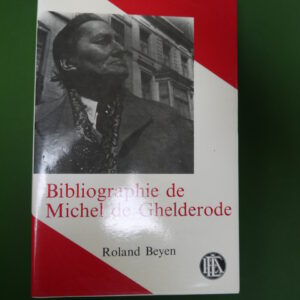 Bibliographie de
Michel de Ghelderode
Roland Beyen